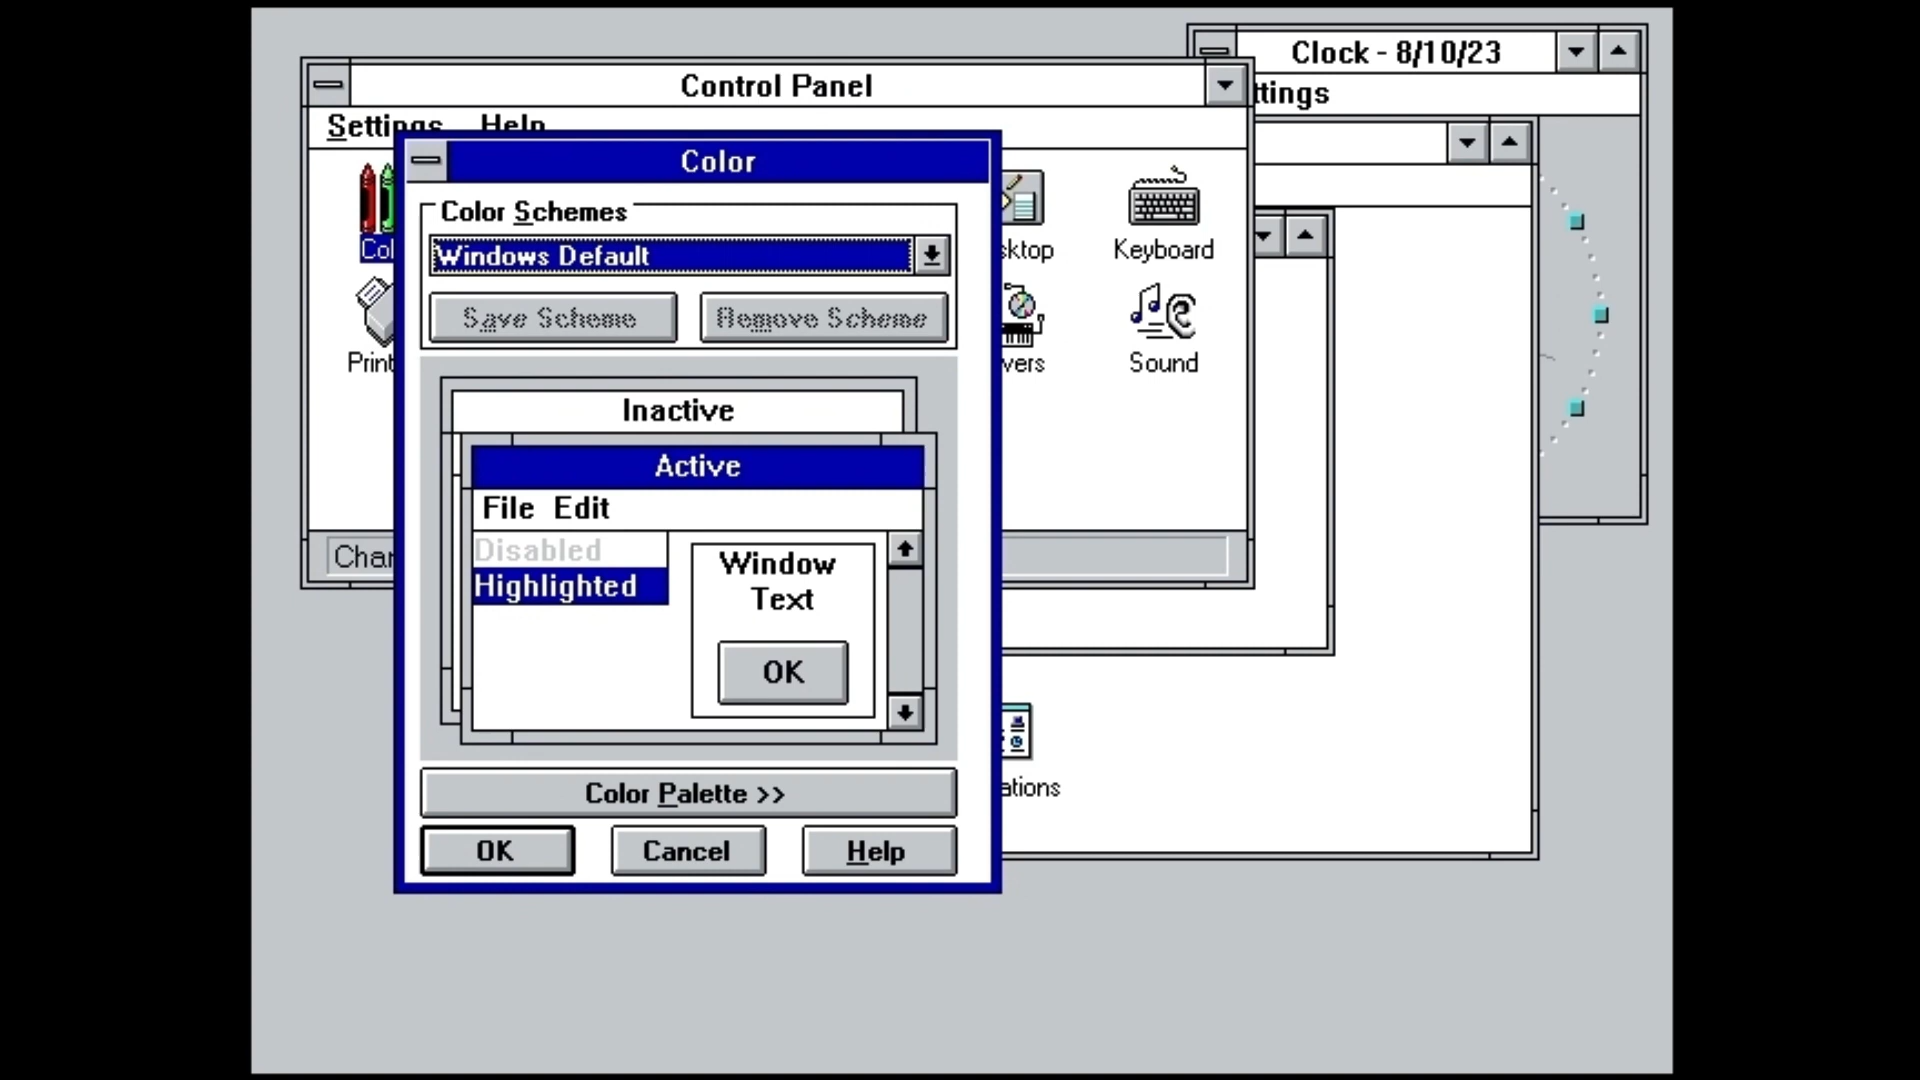 Clock - 8/10/23
ttings
Control Panel
Settings Help
Color
Color Schemes
Windows Default
Save Scheme Remove Scheme
Col
sktop
Keyboard
Print
vers
Sound
Inactive
Active
File Edit
Disabled
Highlighted
Window
Text
OK
Char
ations
Color Palette >>
OK Cancel Help